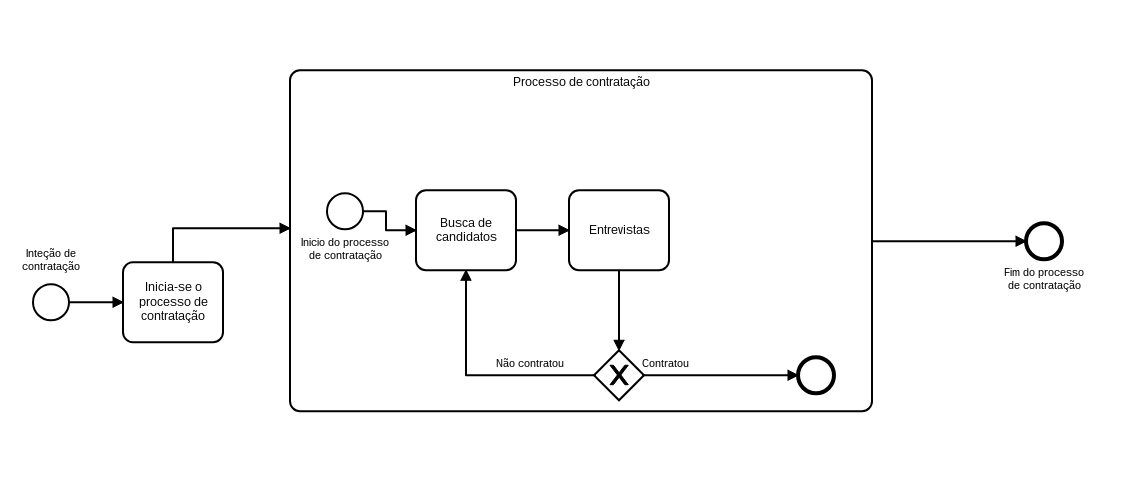 Processo de contratação
Inteção de
contratação
Inicia-se o
processo de
contratação
Inicio do processo
de contratação
Busca de
candidatos
Entrevistas
Não contratou
Contratou
Fim do processo
de contratação